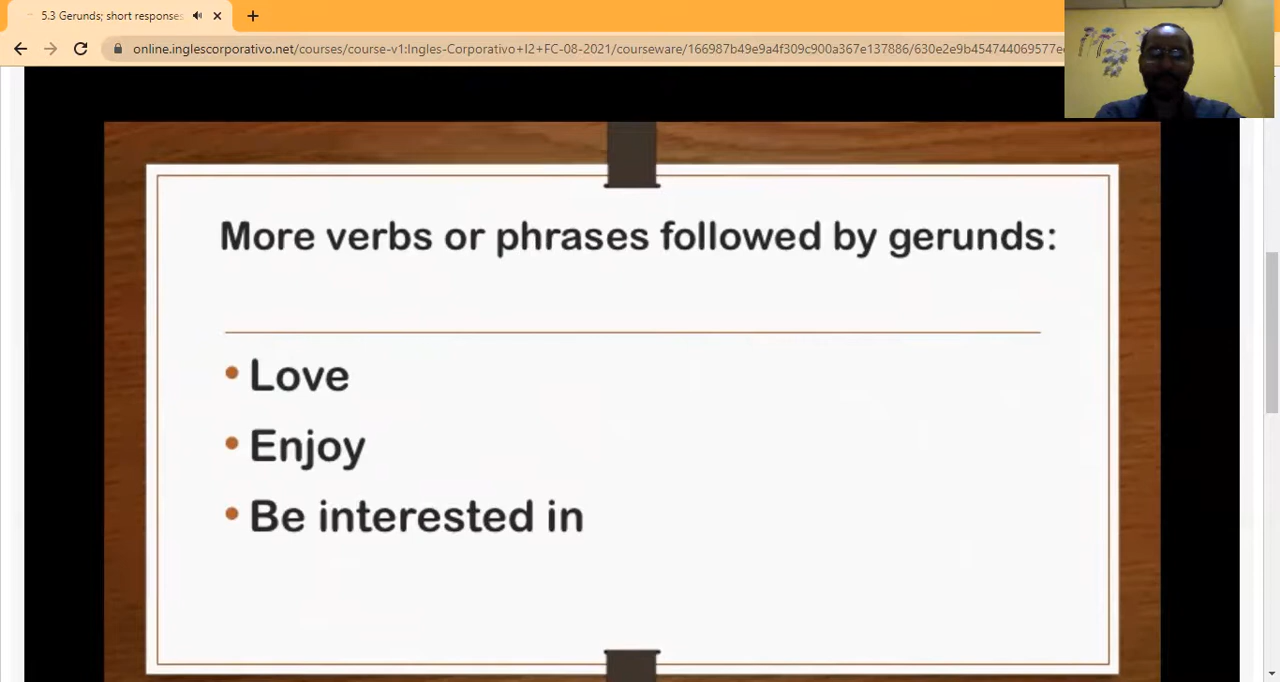 5.3 Gerunds; short responses
online.inglescorporativo.net/courses/course-v1:Ingles-Corporativo+I2+FC-08-2021/courseware/166987b49e9a4f309c900a367e137886/630e2e9b454744069577e
More verbs or phrases followed by gerunds:
• Love
• Enjoy
• Be interested in